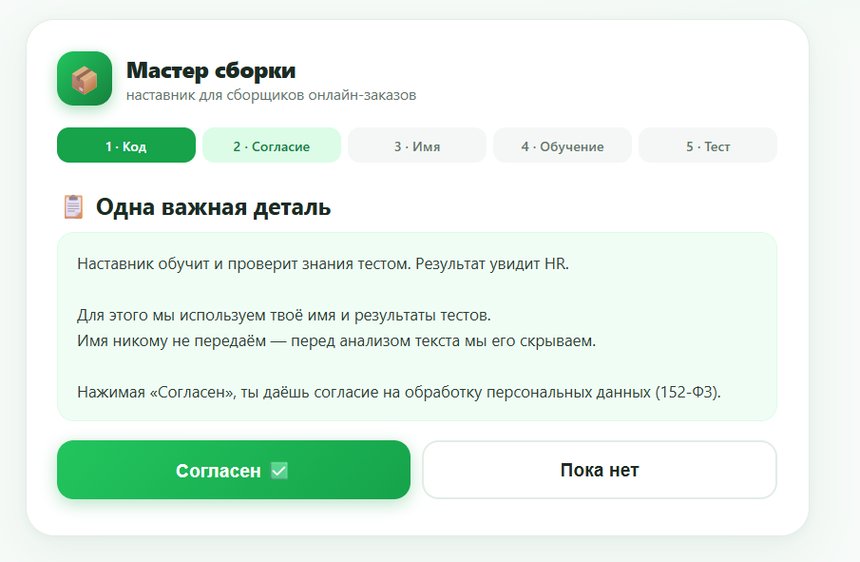 Мастер сборки
наставник для сборщиков онлайн-заказов
1 · Код
2 · Согласие
3 · Имя
4 · Обучение
5 · Тест
Одна важная деталь
Наставник обучит и проверит знания тестом. Результат увидит HR.
Для этого мы используем твоё имя и результаты тестов.
Имя никому не передаём — перед анализом текста мы его скрываем.
Нажимая «Согласен», ты даёшь согласие на обработку персональных данных (152-ФЗ).
Согласен ✅
Пока нет